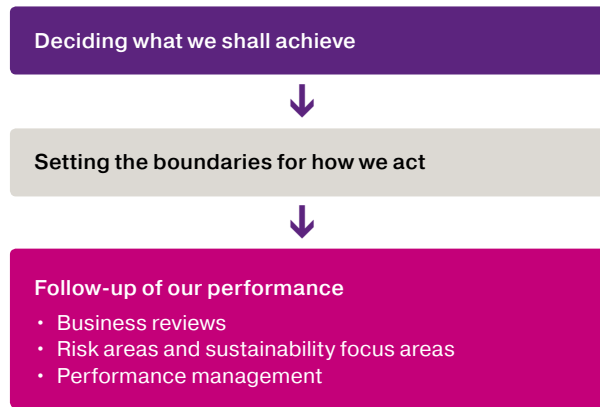 Deciding what we shall achieve
Setting the boundaries for how we act
Follow-up of our performance
• Business reviews
• Risk areas and sustainability focus areas
• Performance management